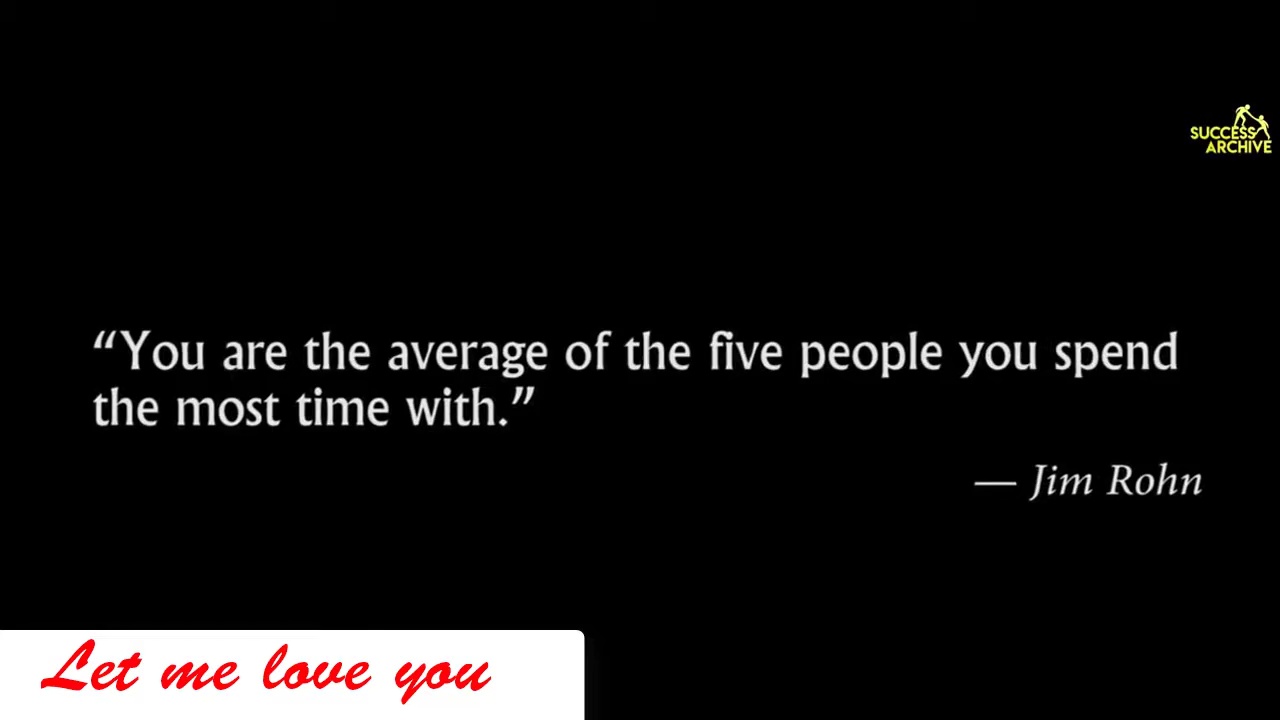 SUCCESS
ARCHIVE
“You are the average of the five people you spend
the most time with.”
— Jim Rohn
Let me love you